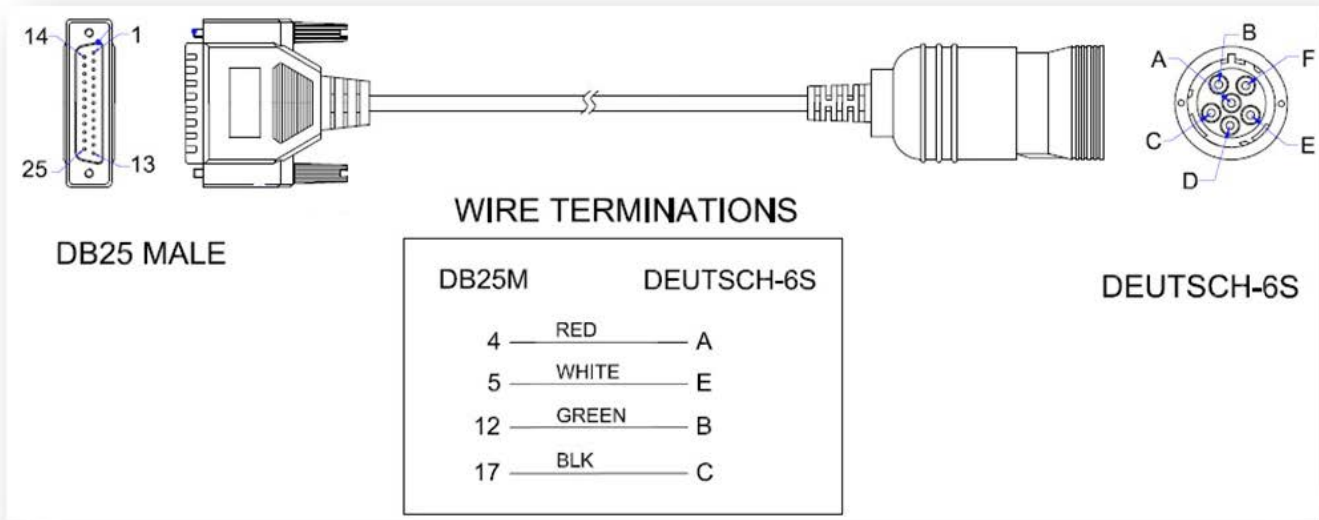 14
1
25
13
DB25 MALE
A
B
F
C
E
D
DEUTSCH-6S
WIRE TERMINATIONS
DB25M DEUTSCH-6S
4 RED A
5 WHITE E
12 GREEN B
17 BLK C